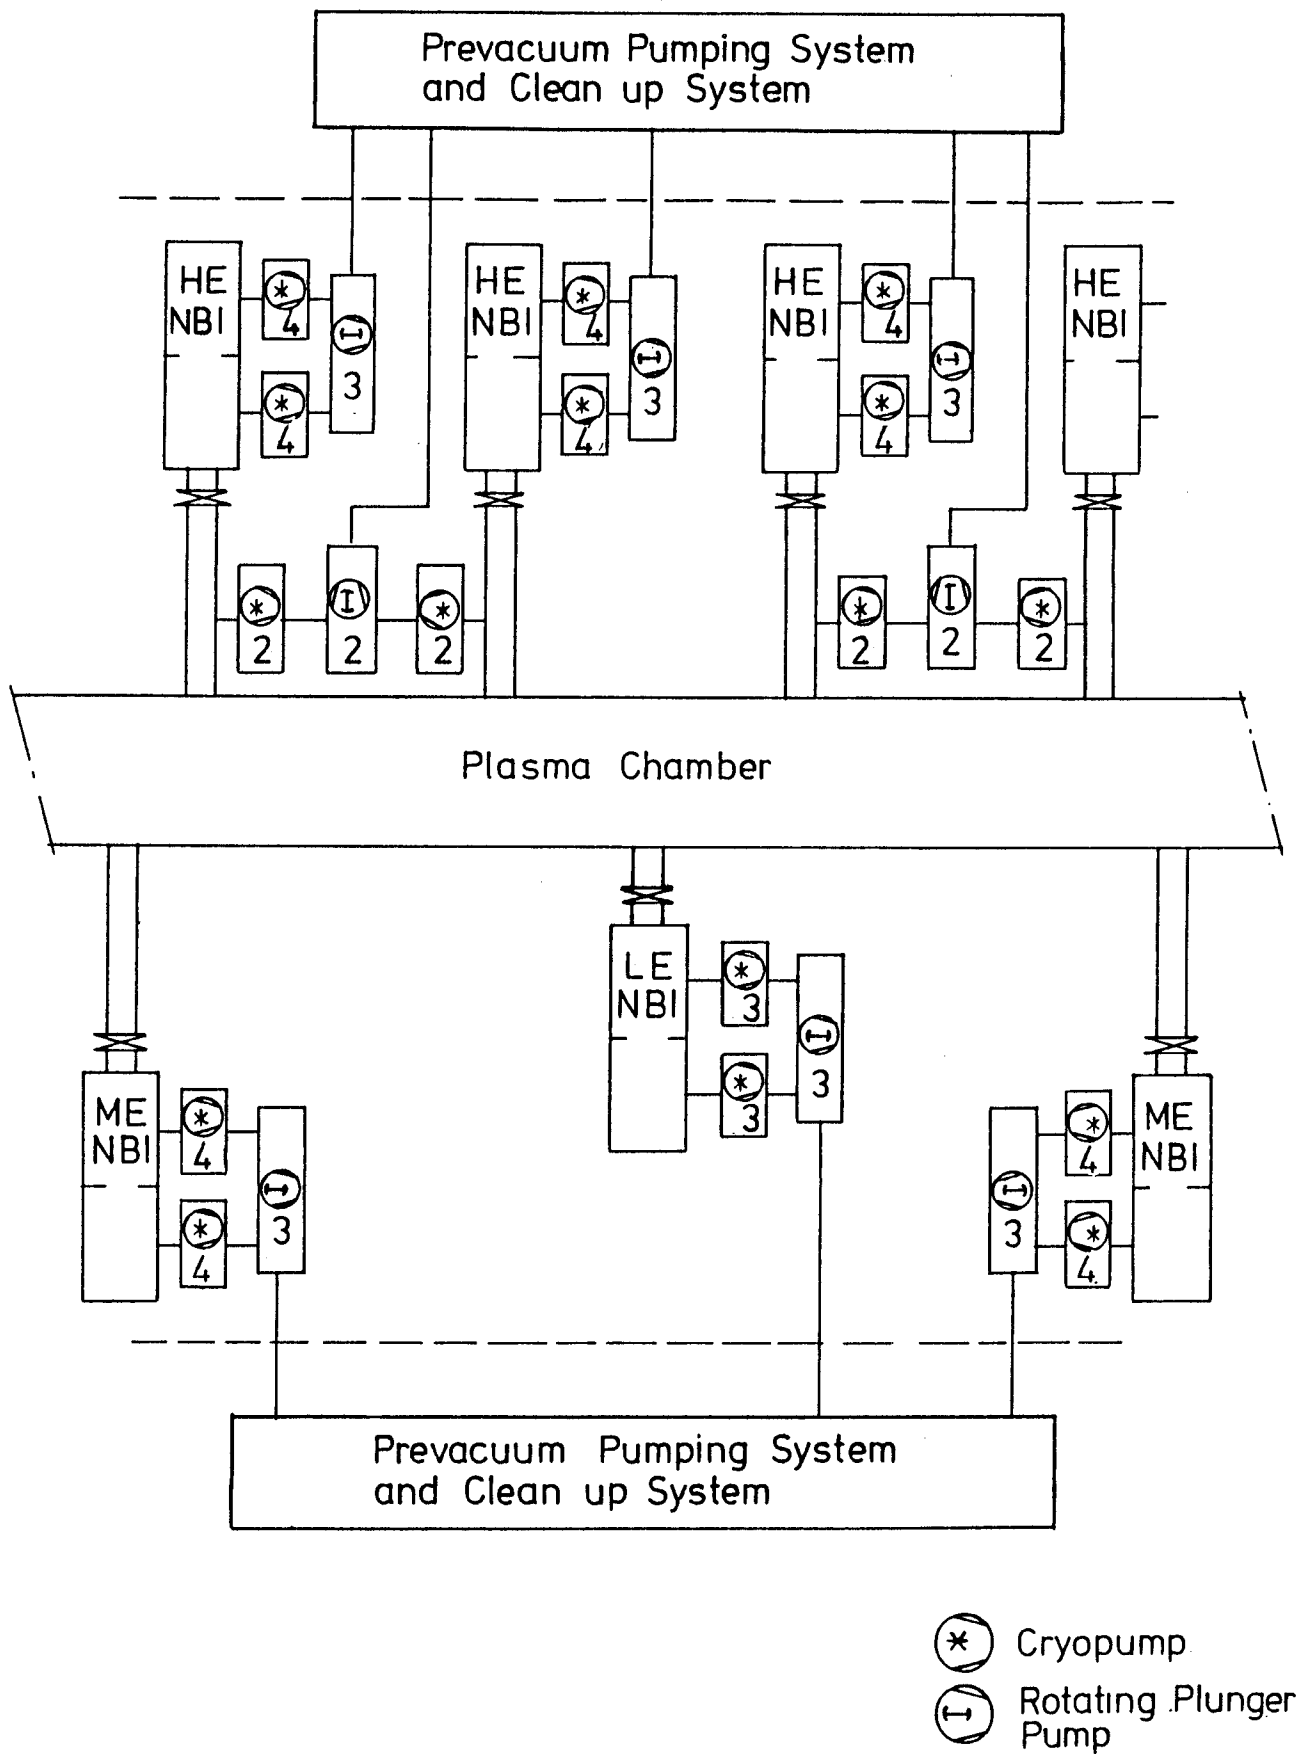 Prevacuum Pumping System
and Clean up System
HE
NBI
4
4
3
HE
NBI
4
4
3
HE
NBI
4
4
3
HE
NBI
2
2
2
2
2
2
Plasma Chamber
LE
NBI
3
3
3
ME
NBI
4
4
3
3
4
4
ME
NBI
Prevacuum Pumping System
and Clean up System
Cryopump
Rotating Plunger
Pump